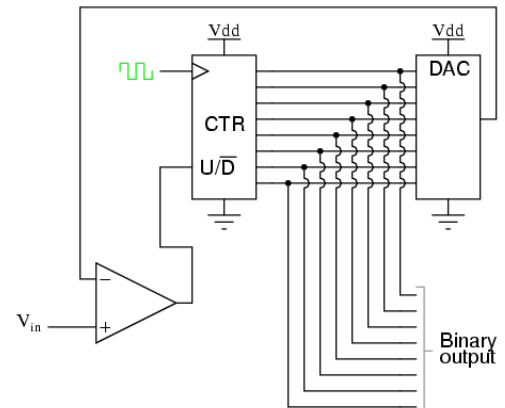 Vdd
Vdd
DAC
CTR
U/D̅
−
Vin
+
Binary
output